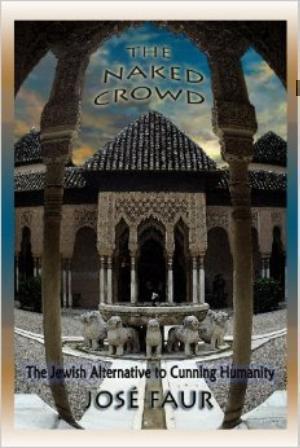 THE
NAKED
CROWD
The Jewish Alternative to Cunning Humanity
JOSÉ FAUR